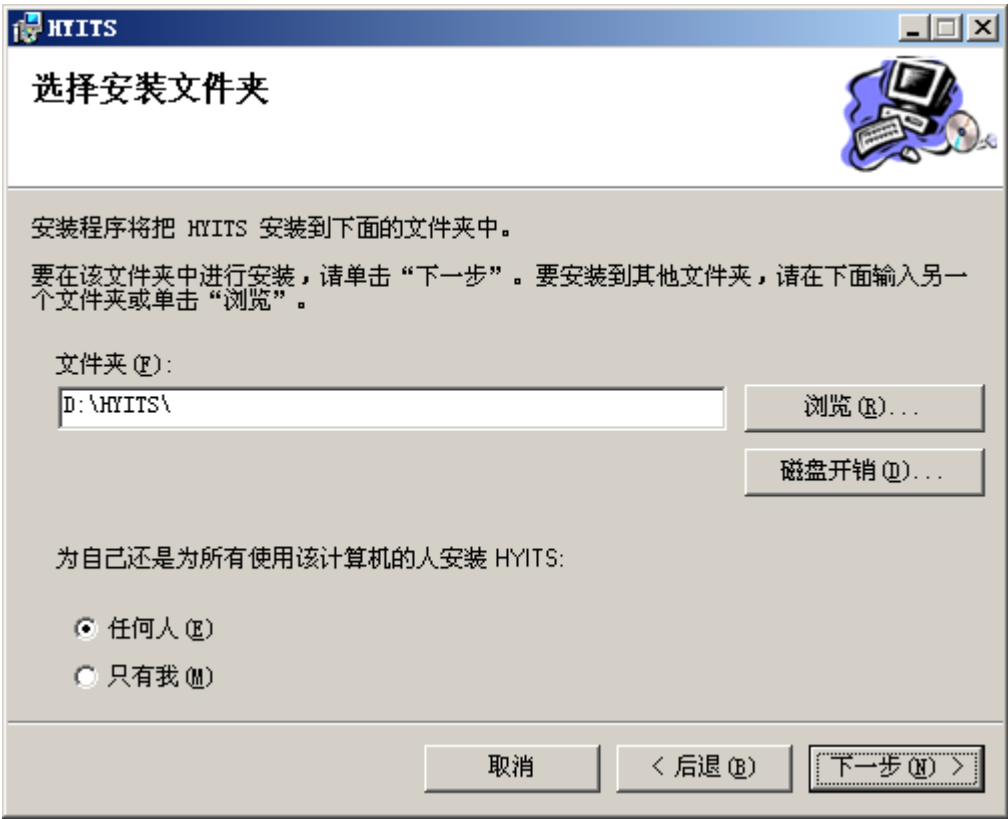 HYITS
选择安装文件夹
安装程序将把 HYITS 安装到下面的文件夹中。
要在该文件夹中进行安装，请单击“下一步”。要安装到其他文件夹，请在下面输入另一
个文件夹或单击“浏览”。
文件夹(F):
D:\HYITS\
浏览(R)...
磁盘开销(D)...
为自己还是为所有使用该计算机的人安装 HYITS:
任何人(E)
只有我(M)
取消
< 后退(B)
下一步(N) >